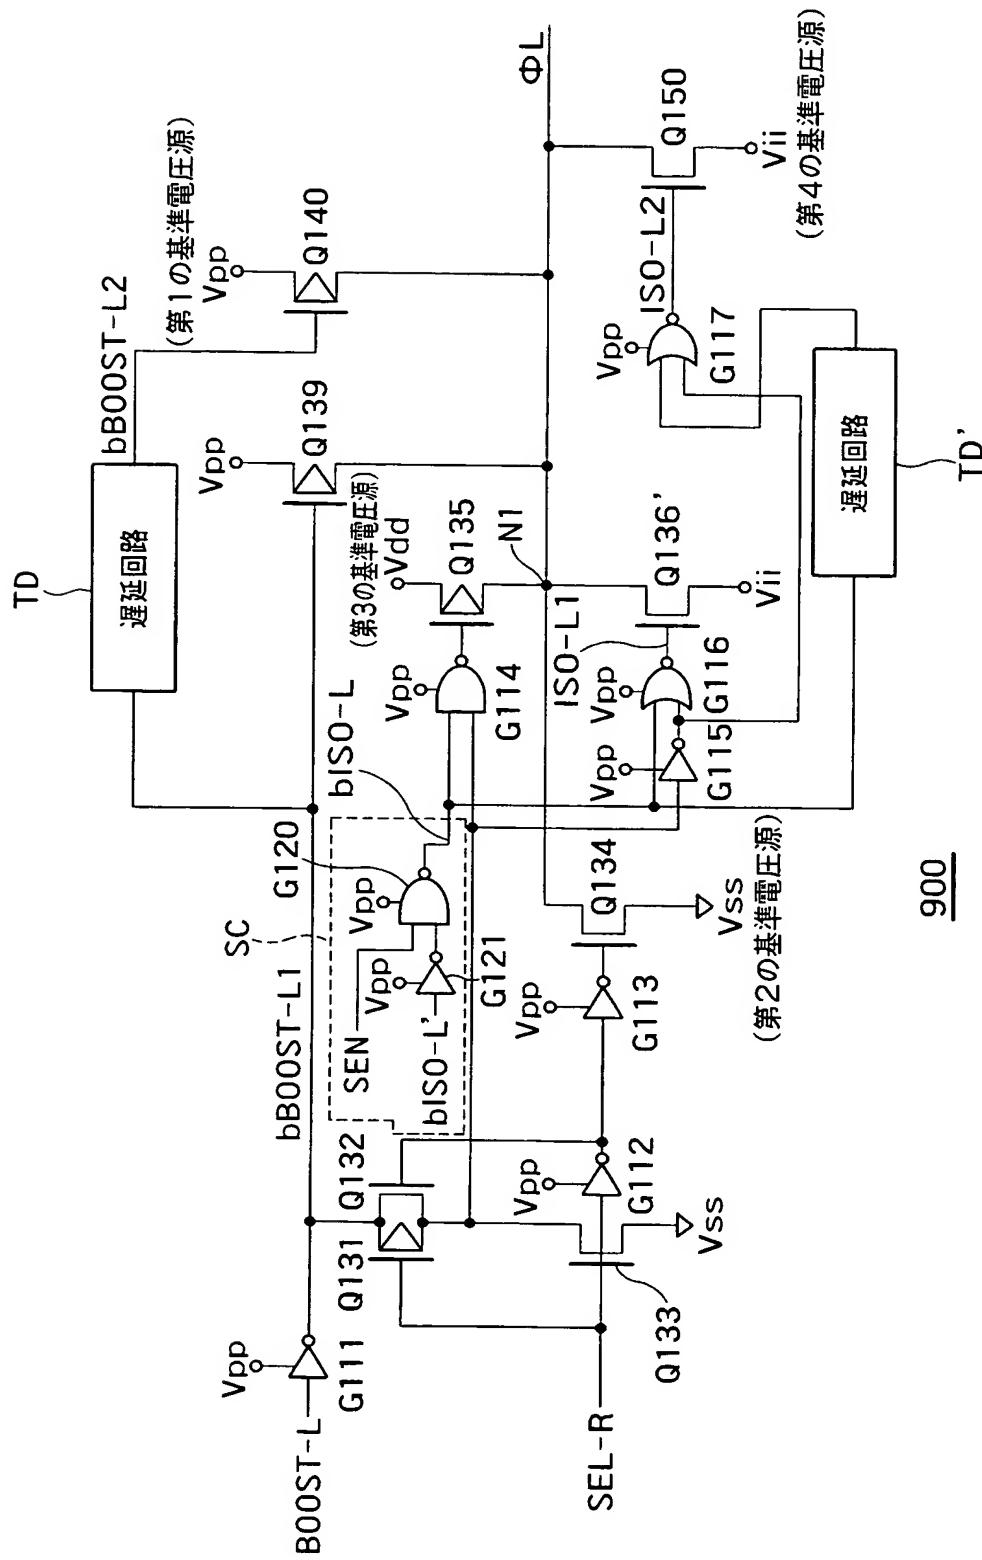 TD
遅延回路
bBOOST-L2
(第1の基準電圧源)
Vpp
Q140
Vpp
Q139
ΦL
BOOST-L
Vpp
G111
bBOOST-L1
Q131
Q132
SC
G120
SEN
Vpp
Vpp
bISO-L'
G121
bISO-L
Vpp
G114
(第3の基準電圧源)
Vdd
Q135
N1
SEL-R
Q133
Vss
Vpp
G112
Vpp
G113
Q134
Vss
(第2の基準電圧源)
Vpp
G115
Vpp
G116
ISO-L1
Q136'
Vii
Vpp
G117
ISO-L2
Q150
Vii
(第4の基準電圧源)
遅延回路
TD'
900